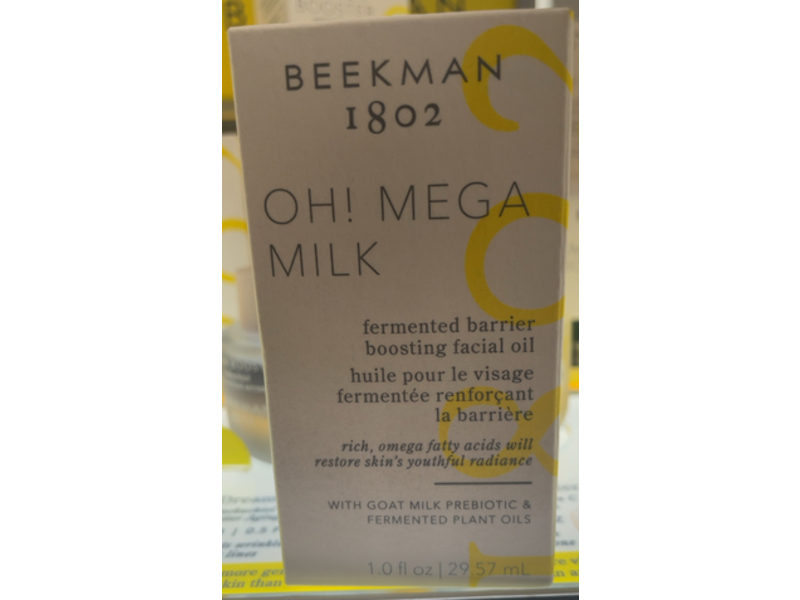 BEEKMAN
1802
OH! MEGA
MILK
fermented barrier
boosting facial oil
huile pour le visage
fermentée renforçant
la barrière
rich, omega fatty acids will
restore skin's youthful radiance
WITH GOAT MILK PREBIOTIC &
FERMENTED PLANT OILS
1.0 fl oz | 29.57 mL